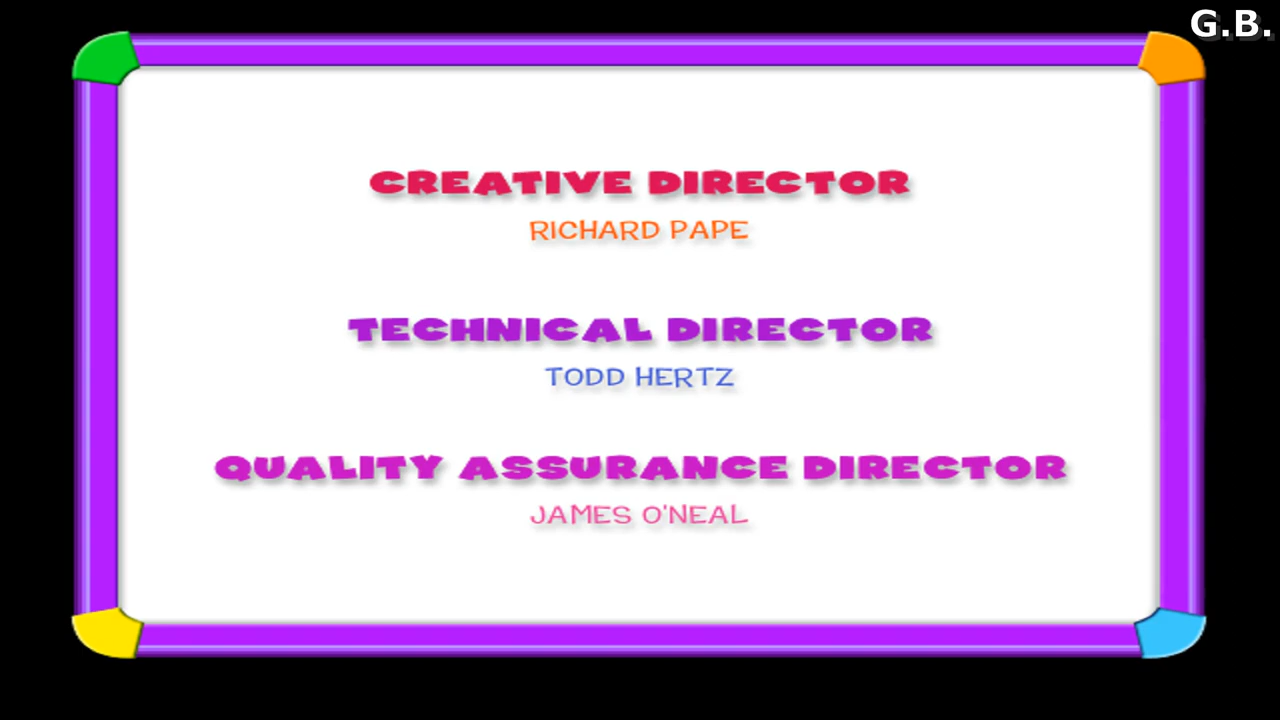 G.B.
CREATIVE DIRECTOR
RICHARD PAPE
TECHNICAL DIRECTOR
TODD HERTZ
QUALITY ASSURANCE DIRECTOR
JAMES O'NEAL